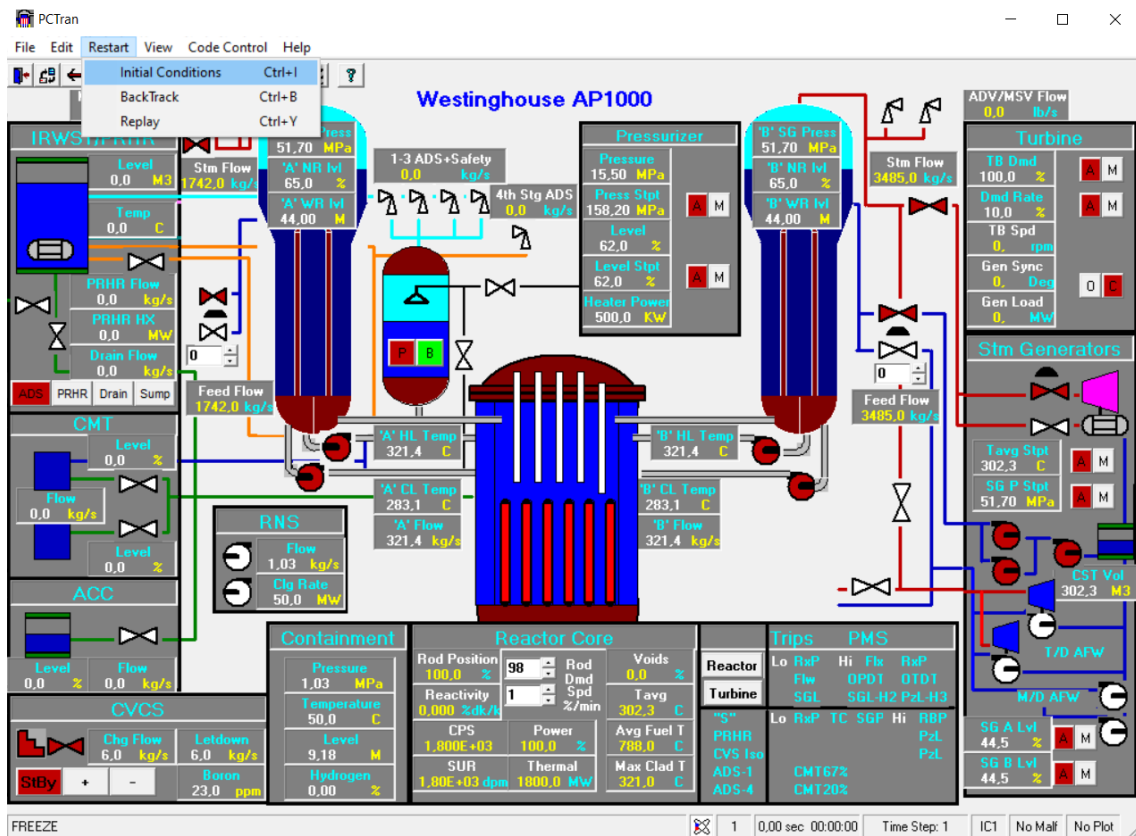 PCTran
File Edit Restart View Code Control Help
Initial Conditions Ctrl+I
BackTrack Ctrl+B
Replay Ctrl+Y
?
Westinghouse AP1000
ADV/MSV Flow
0,0 lb/s
IRWST/PRHR
Level
0,0 M3
Temp
0,0 C
PRHR Flow
0,0 kg/s
PRHR HX
0,0 MW
Drain Flow
0,0 kg/s
ADS PRHR Drain Sump
Stm Flow
1742,0 kg/s
Press
51,70 MPa
'A' NR lvl
65,0 %
'A' WR lvl
44,00 M
0
Feed Flow
1742,0 kg/s
1-3 ADS+Safety
0,0 kg/s
4th Stg ADS
0,0 kg/s
P B
Pressurizer
Pressure
15,50 MPa
Press Stpt
158,20 MPa
A M
Level
62,0 %
Level Stpt
62,0 %
A M
Heater Power
500,0 KW
'B' SG Press
51,70 MPa
'B' NR lvl
65,0 %
'B' WR lvl
44,00 M
Stm Flow
3485,0 kg/s
0
Feed Flow
3485,0 kg/s
Turbine
TB Dmd
100,0 %
A M
Dmd Rate
10,0 %
A M
TB Spd
0, rpm
Gen Sync
0, Deg
O C
Gen Load
0, MW
Stm Generators
Tavg Stpt
302,3 C
A M
SG P Stpt
51,70 MPa
A M
CST Vol
302,3 M3
T/D AFW
M/D AFW
SG A Lvl
44,5 %
A M
SG B Lvl
44,5 %
A M
CMT
Level
0,0 %
Flow
0,0 kg/s
Level
0,0 %
ACC
Level
0,0 %
Flow
0,0 kg/s
'A' HL Temp
321,4 C
'A' CL Temp
283,1 C
'A' Flow
321,4 kg/s
'B' HL Temp
321,4 C
'B' CL Temp
283,1 C
'B' Flow
321,4 kg/s
RNS
Flow
1,03 kg/s
Clg Rate
50,0 MW
CVCS
Chg Flow
6,0 kg/s
Letdown
6,0 kg/s
StBy + -
Boron
23,0 ppm
Containment
Pressure
1,03 MPa
Temperature
50,0 C
Level
9,18 M
Hydrogen
0,00 %
Reactor Core
Rod Position
100,0 %
98 Rod Dmd
Reactivity
0,000 %dk/k
1 Spd %/min
Voids
0,0 %
Tavg
302,3 C
CPS
1,800E+03
Power
100,0 %
Avg Fuel T
788,0 C
SUR
1,80E+03 dpm
Thermal
1800,0 MW
Max Clad T
321,0 C
Reactor
Turbine
Trips PMS
Lo RxP Hi Flx RxP
Flw OPDT OTDT
SGL SGL-H2 PzL-H3
"S" Lo RxP TC SGP Hi RBP
PRHR PzL
CVS Iso PzL
ADS-1 CMT67%
ADS-4 CMT20%
FREEZE
1
0,00 sec 00:00:00
Time Step: 1
IC1
No Malf
No Plot